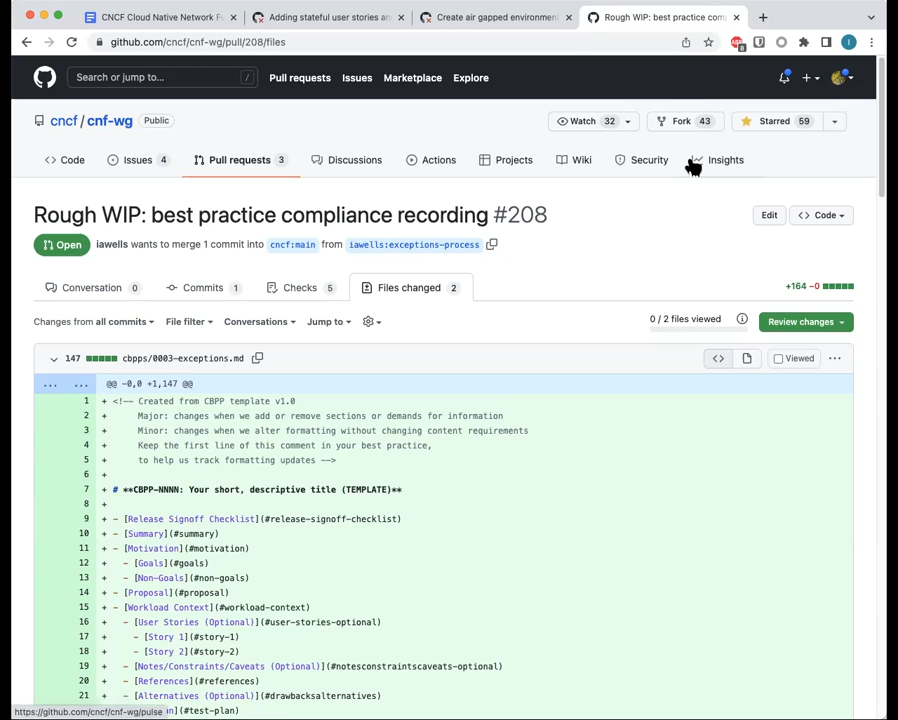 CNCF Cloud Native Network F
Adding stateful user stories an
Create air gapped environment
Rough WIP: best practice com
github.com/cncf/cnf-wg/pull/208/files
Search or jump to... /
Pull requests Issues Marketplace Explore
cncf / cnf-wg Public
Watch 32 Fork 43 Starred 59
Code Issues 4 Pull requests 3 Discussions Actions Projects Wiki Security Insights
Rough WIP: best practice compliance recording #208
Edit <> Code
Open iawells wants to merge 1 commit into cncf:main from iawells:exceptions-process
Conversation 0 Commits 1 Checks 5 Files changed 2 +164 −0
Changes from all commits File filter Conversations Jump to 0 / 2 files viewed Review changes
147 cbpps/0003-exceptions.md Viewed ...
@@ -0,0 +1,147 @@
1 + <!-- Created from CBPP template v1.0
2 + Major: changes when we add or remove sections or demands for information
3 + Minor: changes when we alter formatting without changing content requirements
4 + Keep the first line of this comment in your best practice,
5 + to help us track formatting updates -->
6 +
7 + # **CBPP-NNNN: Your short, descriptive title (TEMPLATE)**
8 +
9 + - [Release Signoff Checklist](#release-signoff-checklist)
10 + - [Summary](#summary)
11 + - [Motivation](#motivation)
12 + - [Goals](#goals)
13 + - [Non-Goals](#non-goals)
14 + - [Proposal](#proposal)
15 + - [Workload Context](#workload-context)
16 + - [User Stories (Optional)](#user-stories-optional)
17 + - [Story 1](#story-1)
18 + - [Story 2](#story-2)
19 + - [Notes/Constraints/Caveats (Optional)](#notesconstraintscaveats-optional)
20 + - [References](#references)
21 + - [Alternatives (Optional)](#drawbacksalternatives)
](#test-plan)
https://github.com/cncf/cnf-wg/pulse